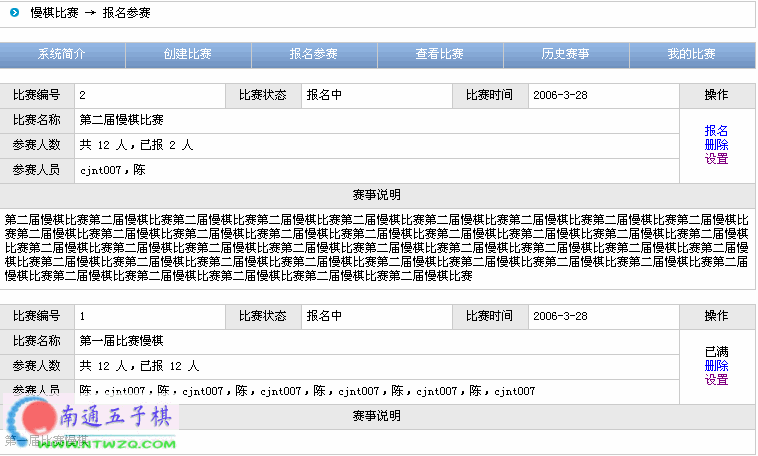 慢棋比赛 → 报名参赛
系统简介 创建比赛 报名参赛 查看比赛 历史赛事 我的比赛
比赛编号 2 比赛状态 报名中 比赛时间 2006-3-28 操作
比赛名称 第二届慢棋比赛
参赛人数 共 12 人，已报 2 人
参赛人员 cjnt007，陈
报名
删除
设置
赛事说明
第二届慢棋比赛第二届慢棋比赛第二届慢棋比赛第二届慢棋比赛第二届慢棋比赛第二届慢棋比赛第二届慢棋比赛第二届慢棋比赛第二届慢棋比
赛第二届慢棋比赛第二届慢棋比赛第二届慢棋比赛第二届慢棋比赛第二届慢棋比赛第二届慢棋比赛第二届慢棋比赛第二届慢棋比赛第二届慢棋
比赛第二届慢棋比赛第二届慢棋比赛第二届慢棋比赛第二届慢棋比赛第二届慢棋比赛第二届慢棋比赛第二届慢棋比赛第二届慢棋比赛第二届慢
棋比赛第二届慢棋比赛第二届慢棋比赛第二届慢棋比赛第二届慢棋比赛第二届慢棋比赛第二届慢棋比赛第二届慢棋比赛第二届慢棋比赛第二届
慢棋比赛第二届慢棋比赛第二届慢棋比赛第二届慢棋比赛第二届慢棋比赛第二届慢棋比赛
比赛编号 1 比赛状态 报名中 比赛时间 2006-3-28 操作
比赛名称 第一届比赛慢棋
参赛人数 共 12 人，已报 12 人
参赛人员 陈，cjnt007，陈，cjnt007，陈，cjnt007，陈，cjnt007，陈，cjnt007，陈，cjnt007
已满
删除
设置
赛事说明
第一届比赛慢棋
南通五子棋
WWW.NTWZQ.COM